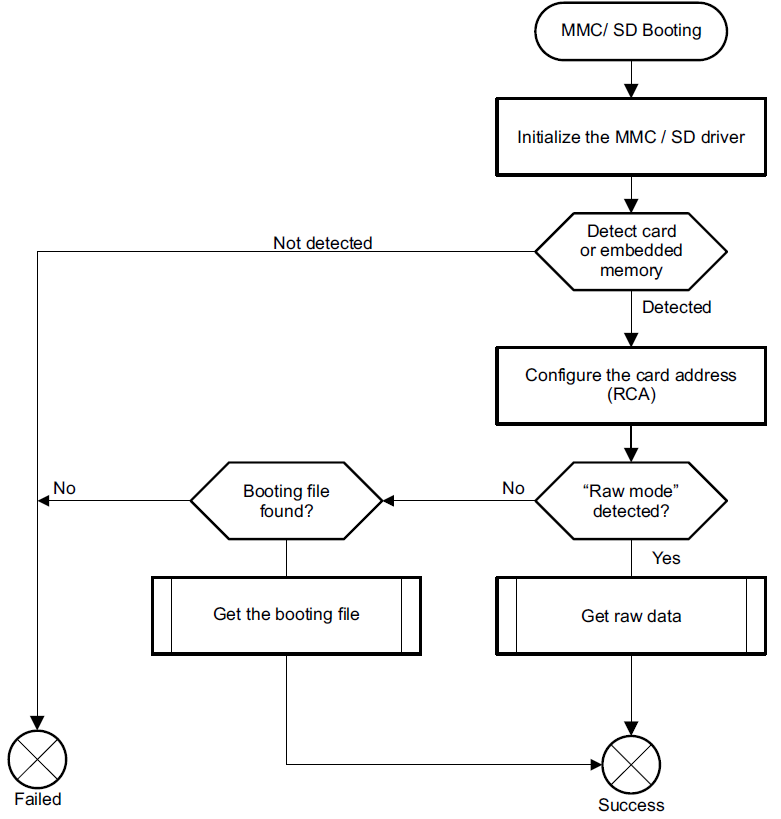 MMC/ SD Booting
Initialize the MMC / SD driver
Detect card
or embedded
memory
Not detected
Detected
Configure the card address
(RCA)
“Raw mode”
detected?
No
Booting file
found?
No
Yes
Get the booting file
Get raw data
Failed
Success